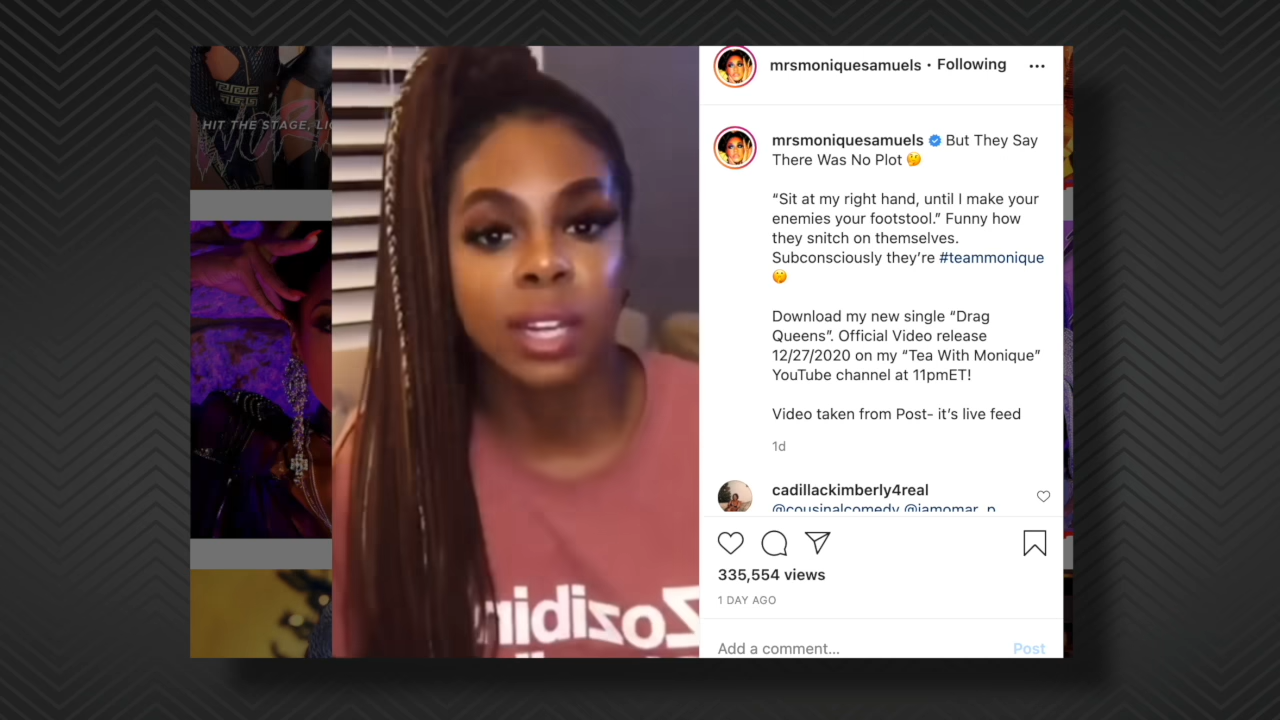 HIT THE STAGE, LI
mrsmoniquesamuels • Following
mrsmoniquesamuels But They Say
There Was No Plot 🤔
“Sit at my right hand, until I make your
enemies your footstool.” Funny how
they snitch on themselves.
Subconsciously they’re #teammonique
🤫
Download my new single “Drag
Queens”. Official Video release
12/27/2020 on my “Tea With Monique”
YouTube channel at 11pmET!
Video taken from Post- it’s live feed
1d
cadillackimberly4real
@cousinalcomedy @iamomar_p
335,554 views
1 DAY AGO
Add a comment...
Post
Zozibini